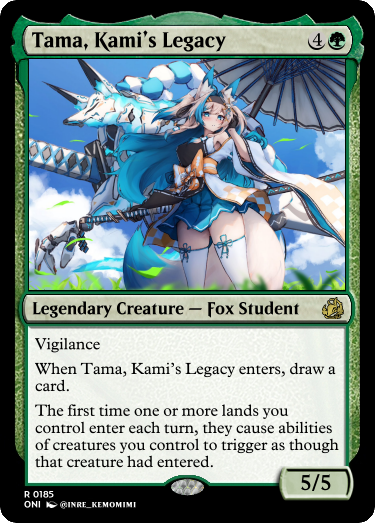 Tama, Kami's Legacy 4
Legendary Creature — Fox Student
Vigilance
When Tama, Kami's Legacy enters, draw a
card.
The first time one or more lands you
control enter each turn, they cause abilities
of creatures you control to trigger as though
that creature had entered.
5/5
R 0185
ONI @INRE_KEMOMIMI